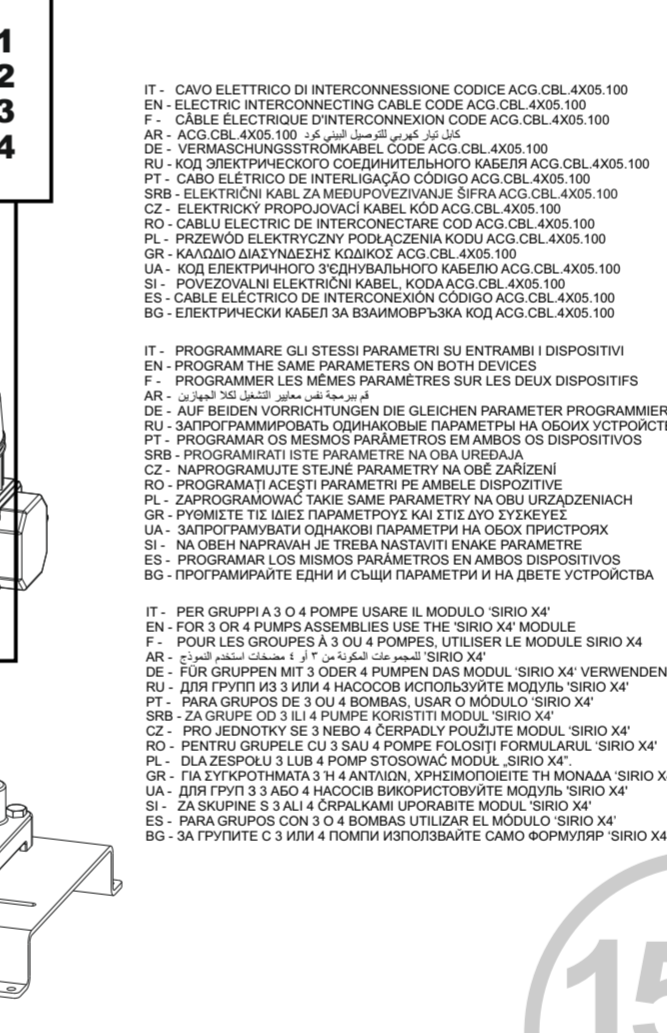 1
2
3
4
IT - CAVO ELETTRICO DI INTERCONNESSIONE CODICE ACG.CBL.4X05.100
EN - ELECTRIC INTERCONNECTING CABLE CODE ACG.CBL.4X05.100
F - CÂBLE ÉLECTRIQUE D'INTERCONNEXION CODE ACG.CBL.4X05.100
AR - ACG.CBL.4X05.100 كابل تيار كهربي للتوصيل البيني كود
DE - VERMASCHUNGSSTROMKABEL CODE ACG.CBL.4X05.100
RU - КОД ЭЛЕКТРИЧЕСКОГО СОЕДИНИТЕЛЬНОГО КАБЕЛЯ ACG.CBL.4X05.100
PT - CABO ELÉTRICO DE INTERLIGAÇÃO CÓDIGO ACG.CBL.4X05.100
SRB - ELEKTRIČNI KABL ZA MEĐUPOVEZIVANJE ŠIFRA ACG.CBL.4X05.100
CZ - ELEKTRICKÝ PROPOJOVACÍ KABEL KÓD ACG.CBL.4X05.100
RO - CABLU ELECTRIC DE INTERCONECTARE COD ACG.CBL.4X05.100
PL - PRZEWÓD ELEKTRYCZNY PODŁĄCZENIA KODU ACG.CBL.4X05.100
GR - ΚΑΛΩΔΙΟ ΔΙΑΣΥΝΔΕΣΗΣ ΚΩΔΙΚΟΣ ACG.CBL.4X05.100
UA - КОД ЕЛЕКТРИЧНОГО З'ЄДНУВАЛЬНОГО КАБЕЛЮ ACG.CBL.4X05.100
SI - POVEZOVALNI ELEKTRIČNI KABEL, KODA ACG.CBL.4X05.100
ES - CABLE ELÉCTRICO DE INTERCONEXIÓN CÓDIGO ACG.CBL.4X05.100
BG - ЕЛЕКТРИЧЕСКИ КАБЕЛ ЗА ВЗАИМОВРЪЗКА КОД ACG.CBL.4X05.100
IT - PROGRAMMARE GLI STESSI PARAMETRI SU ENTRAMBI I DISPOSITIVI
EN - PROGRAM THE SAME PARAMETERS ON BOTH DEVICES
F - PROGRAMMER LES MÊMES PARAMÈTRES SUR LES DEUX DISPOSITIFS
AR - قم ببرمجة نفس معايير التشغيل لكلا الجهازين
DE - AUF BEIDEN VORRICHTUNGEN DIE GLEICHEN PARAMETER PROGRAMMIER
RU - ЗАПРОГРАММИРОВАТЬ ОДИНАКОВЫЕ ПАРАМЕТРЫ НА ОБОИХ УСТРОЙСТВ
PT - PROGRAMAR OS MESMOS PARÂMETROS EM AMBOS OS DISPOSITIVOS
SRB - PROGRAMIRATI ISTE PARAMETRE NA OBA UREĐAJA
CZ - NAPROGRAMUJTE STEJNÉ PARAMETRY NA OBĚ ZAŘÍZENÍ
RO - PROGRAMAȚI ACEȘTI PARAMETRI PE AMBELE DISPOZITIVE
PL - ZAPROGRAMOWAĆ TAKIE SAME PARAMETRY NA OBU URZĄDZENIACH
GR - ΡΥΘΜΙΣΤΕ ΤΙΣ ΙΔΙΕΣ ΠΑΡΑΜΕΤΡΟΥΣ ΚΑΙ ΣΤΙΣ ΔΥΟ ΣΥΣΚΕΥΕΣ
UA - ЗАПРОГРАМУВАТИ ОДНАКОВІ ПАРАМЕТРИ НА ОБОХ ПРИСТРОЯХ
SI - NA OBEH NAPRAVAH JE TREBA NASTAVITI ENAKE PARAMETRE
ES - PROGRAMAR LOS MISMOS PARÁMETROS EN AMBOS DISPOSITIVOS
BG - ПРОГРАМИРАЙТЕ ЕДНИ И СЪЩИ ПАРАМЕТРИ И НА ДВЕТЕ УСТРОЙСТВА
IT - PER GRUPPI A 3 O 4 POMPE USARE IL MODULO 'SIRIO X4'
EN - FOR 3 OR 4 PUMPS ASSEMBLIES USE THE 'SIRIO X4' MODULE
F - POUR LES GROUPES À 3 OU 4 POMPES, UTILISER LE MODULE SIRIO X4
AR - للمجموعات المكونة من ٣ أو ٤ مضخات استخدم النموذج 'SIRIO X4'
DE - FÜR GRUPPEN MIT 3 ODER 4 PUMPEN DAS MODUL 'SIRIO X4' VERWENDEN
RU - ДЛЯ ГРУПП ИЗ 3 ИЛИ 4 НАСОСОВ ИСПОЛЬЗУЙТЕ МОДУЛЬ 'SIRIO X4'
PT - PARA GRUPOS DE 3 OU 4 BOMBAS, USAR O MÓDULO 'SIRIO X4'
SRB - ZA GRUPE OD 3 ILI 4 PUMPE KORISTITI MODUL 'SIRIO X4'
CZ - PRO JEDNOTKY SE 3 NEBO 4 ČERPADLY POUŽIJTE MODUL 'SIRIO X4'
RO - PENTRU GRUPELE CU 3 SAU 4 POMPE FOLOSIȚI FORMULARUL 'SIRIO X4'
PL - DLA ZESPOŁU 3 LUB 4 POMP STOSOWAĆ MODUŁ „SIRIO X4".
GR - ΓΙΑ ΣΥΓΚΡΟΤΗΜΑΤΑ 3 Ή 4 ΑΝΤΛΙΩΝ, ΧΡΗΣΙΜΟΠΟΙΕΙΤΕ ΤΗ ΜΟΝΑΔΑ 'SIRIO X4
UA - ДЛЯ ГРУП З 3 АБО 4 НАСОСІВ ВИКОРИСТОВУЙТЕ МОДУЛЬ 'SIRIO X4'
SI - ZA SKUPINE S 3 ALI 4 ČRPALKAMI UPORABITE MODUL 'SIRIO X4'
ES - PARA GRUPOS CON 3 O 4 BOMBAS UTILIZAR EL MÓDULO 'SIRIO X4'
BG - ЗА ГРУПИТЕ С 3 ИЛИ 4 ПОМПИ ИЗПОЛЗВАЙТЕ САМО ФОРМУЛЯР 'SIRIO X4
15